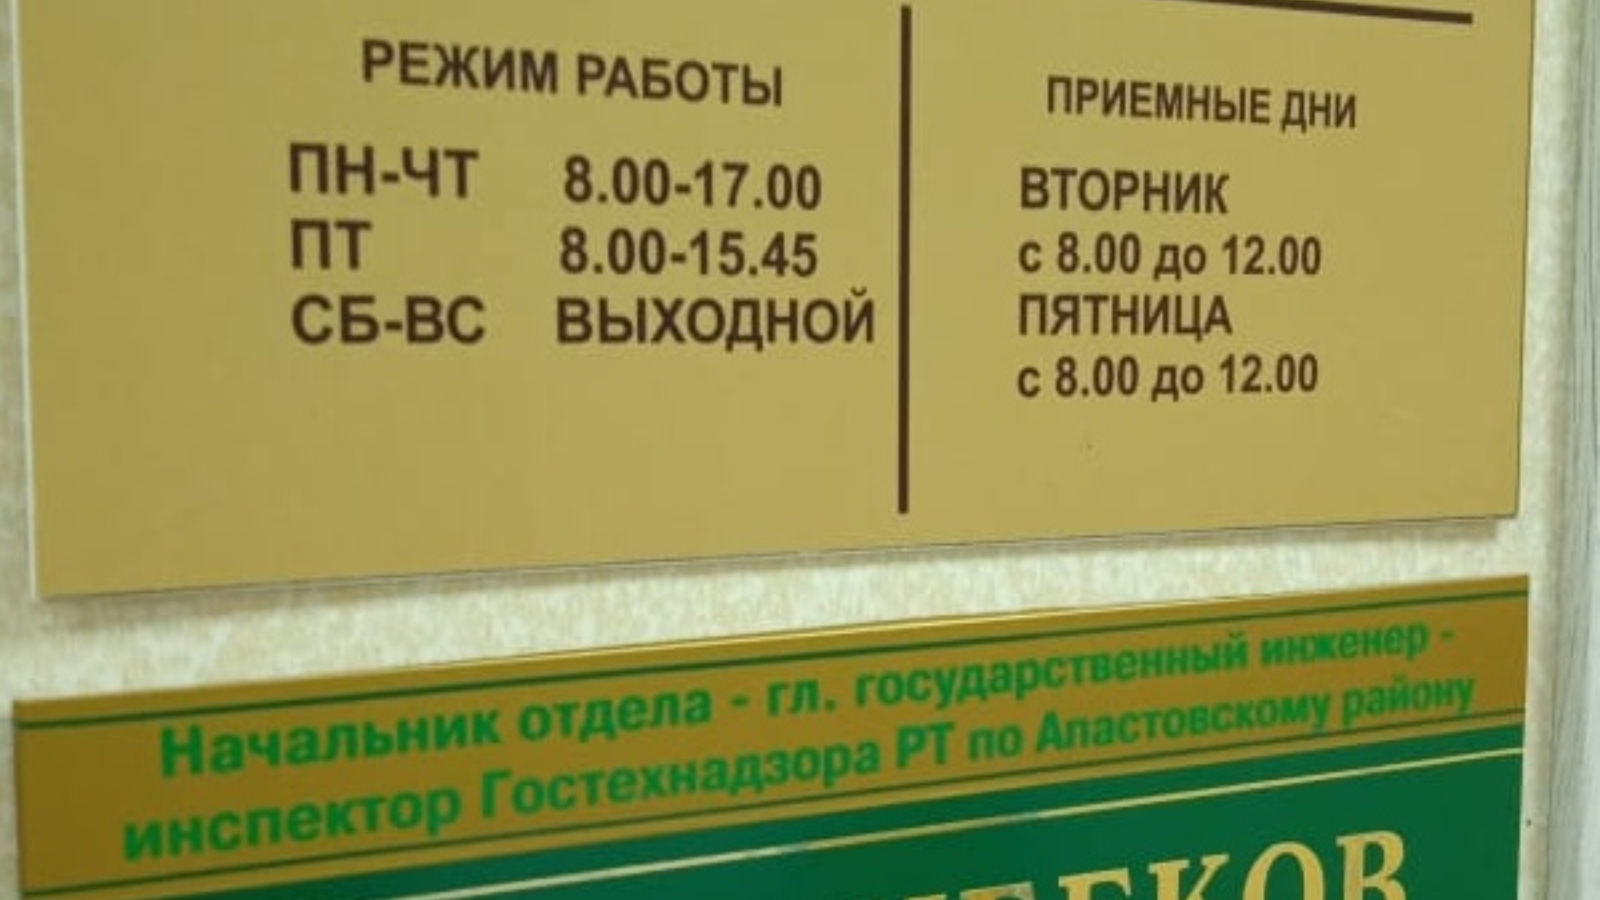 РЕЖИМ РАБОТЫ
ПН-ЧТ 8.00-17.00
ПТ 8.00-15.45
СБ-ВС ВЫХОДНОЙ
ПРИЕМНЫЕ ДНИ
ВТОРНИК
с 8.00 до 12.00
ПЯТНИЦА
с 8.00 до 12.00
Начальник отдела - гл. государственный инженер -
инспектор Гостехнадзора РТ по Апастовскому району